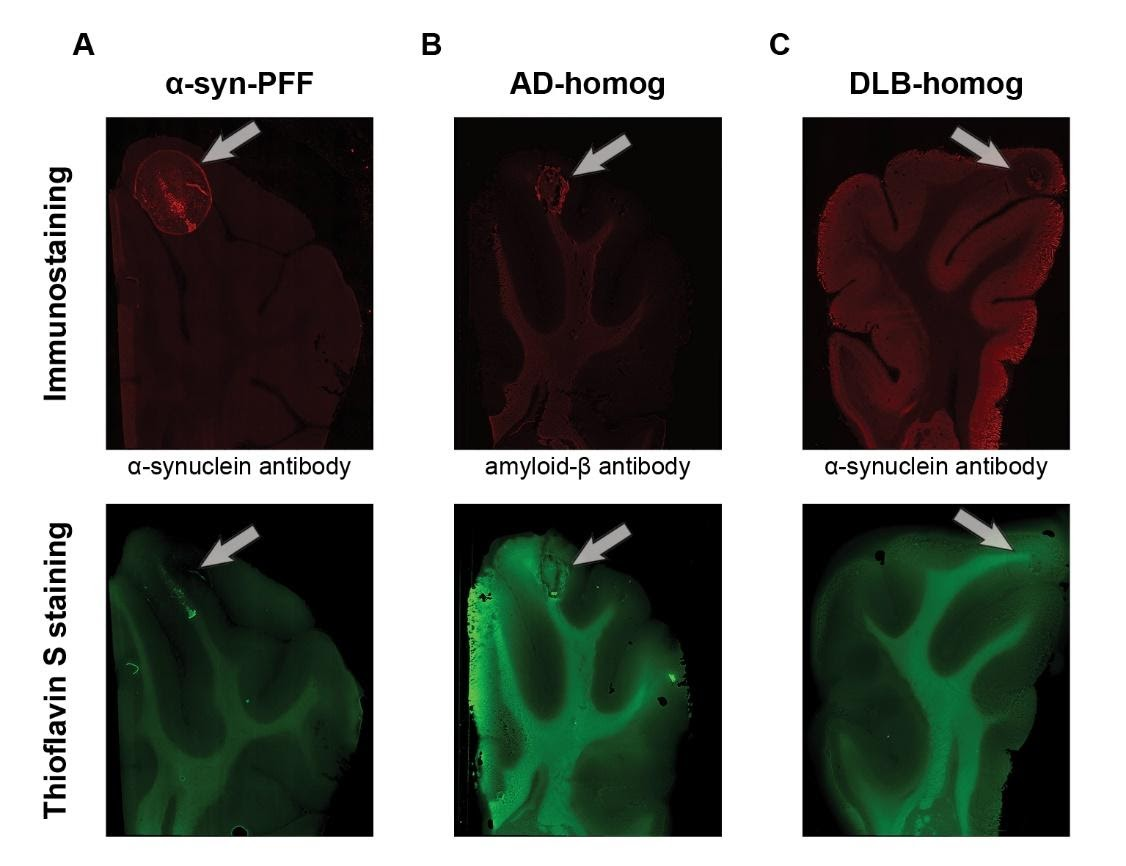 A
B
C
α-syn-PFF
AD-homog
DLB-homog
Immunostaining
α-synuclein antibody
amyloid-β antibody
α-synuclein antibody
Thioflavin S staining